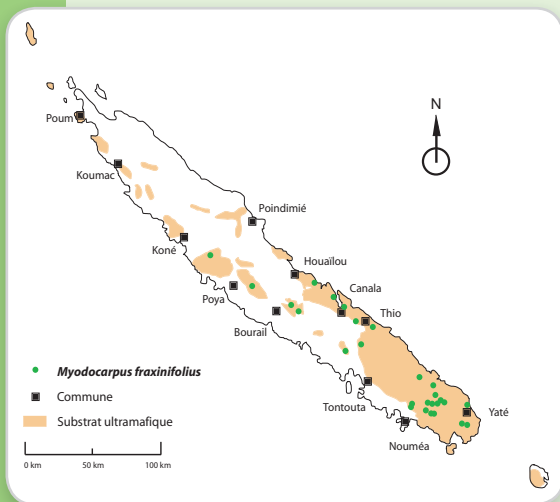 N
Poum
Koumac
Poindimié
Koné
Houaïlou
Canala
Poya
Thio
Bourail
Myodocarpus fraxinifolius
Commune
Tontouta
Yaté
Substrat ultramafique
Nouméa
0 km 50 km 100 km